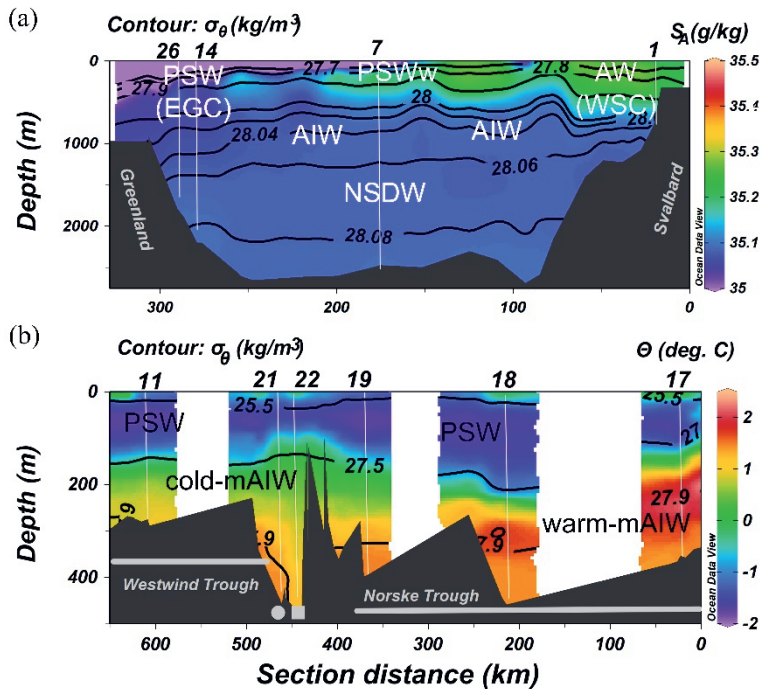 (a)
Contour: σθ (kg/m³)
SA (g/kg)
26 14 7 1
0
1000
2000
Depth (m)
27.9
27.7
27.8
28
28.04
28.
28.06
28.08
PSW
(EGC)
PSWw
AW
(WSC)
AIW
AIW
NSDW
Greenland
Svalbard
Ocean Data View
300 200 100 0
35.5
35.4
35.3
35.2
35.1
35
(b)
Contour: σθ (kg/m³)
Θ (deg. C)
11 21 22 19 18 17
0
200
400
Depth (m)
25.5
25.5
PSW
PSW
27.5
27.
cold-mAIW
warm-mAIW
27.9
.9
5.9
7.9
Westwind Trough
Norske Trough
Ocean Data View
600 500 400 300 200 100 0
Section distance (km)
2
1
0
-1
-2